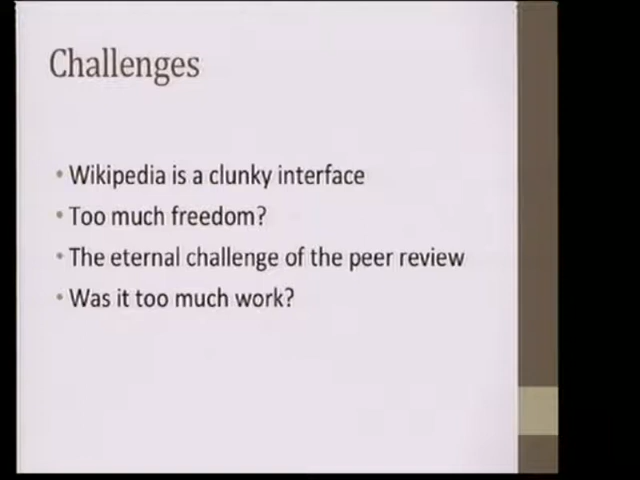 Challenges
• Wikipedia is a clunky interface
• Too much freedom?
• The eternal challenge of the peer review
• Was it too much work?